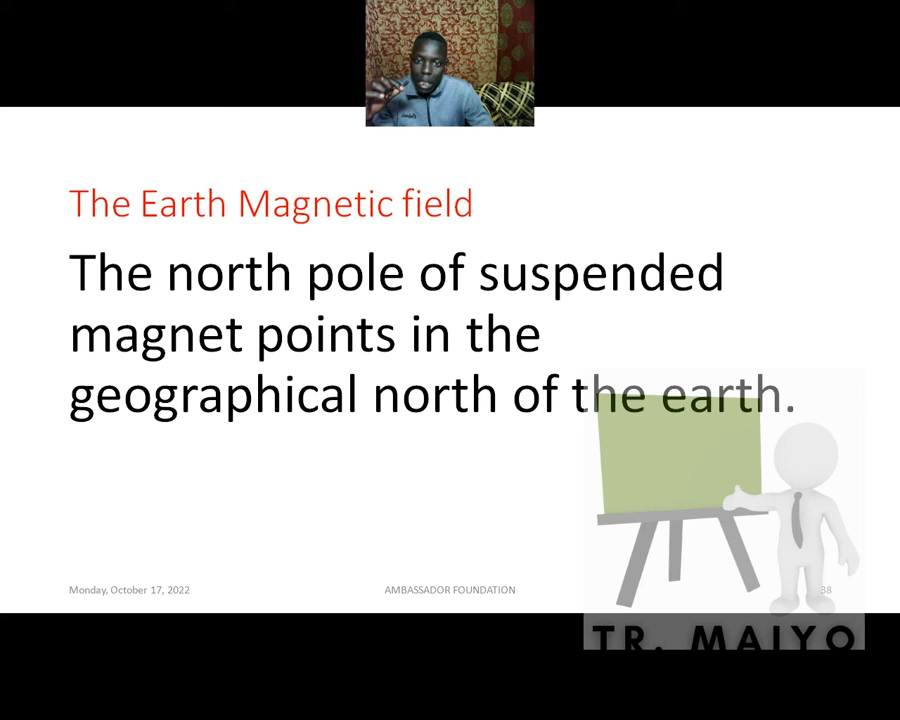 The Earth Magnetic field
The north pole of suspended
magnet points in the
geographical north of the earth.
Monday, October 17, 2022
AMBASSADOR FOUNDATION
38
TR. MAIYO